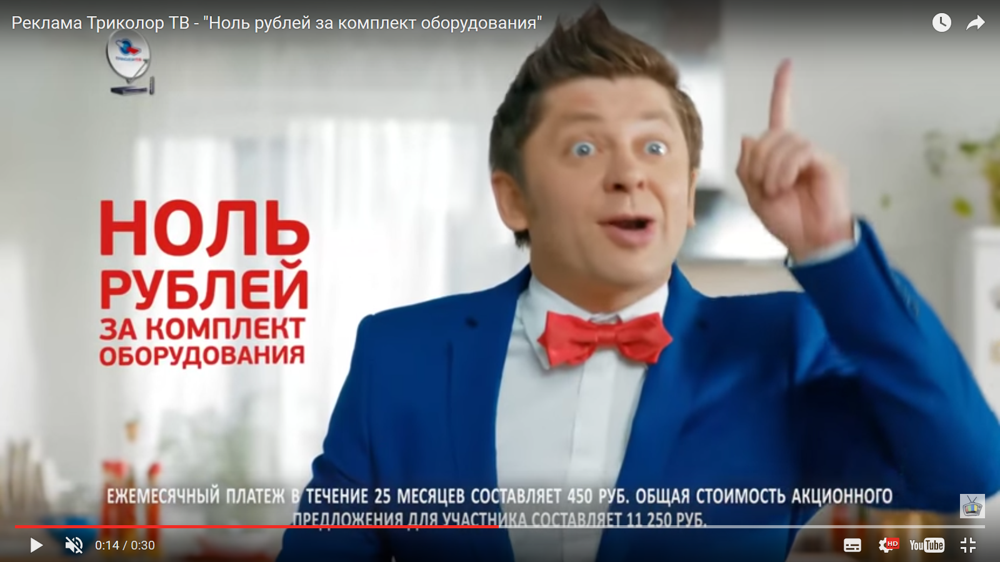 Реклама Триколор ТВ - "Ноль рублей за комплект оборудования"
НОЛЬ
РУБЛЕЙ
ЗА КОМПЛЕКТ
ОБОРУДОВАНИЯ
ЕЖЕМЕСЯЧНЫЙ ПЛАТЕЖ В ТЕЧЕНИЕ 25 МЕСЯЦЕВ СОСТАВЛЯЕТ 450 РУБ. ОБЩАЯ СТОИМОСТЬ АКЦИОННОГО
ПРЕДЛОЖЕНИЯ ДЛЯ УЧАСТНИКА СОСТАВЛЯЕТ 11 250 РУБ.
0:14 / 0:30
HD
YouTube